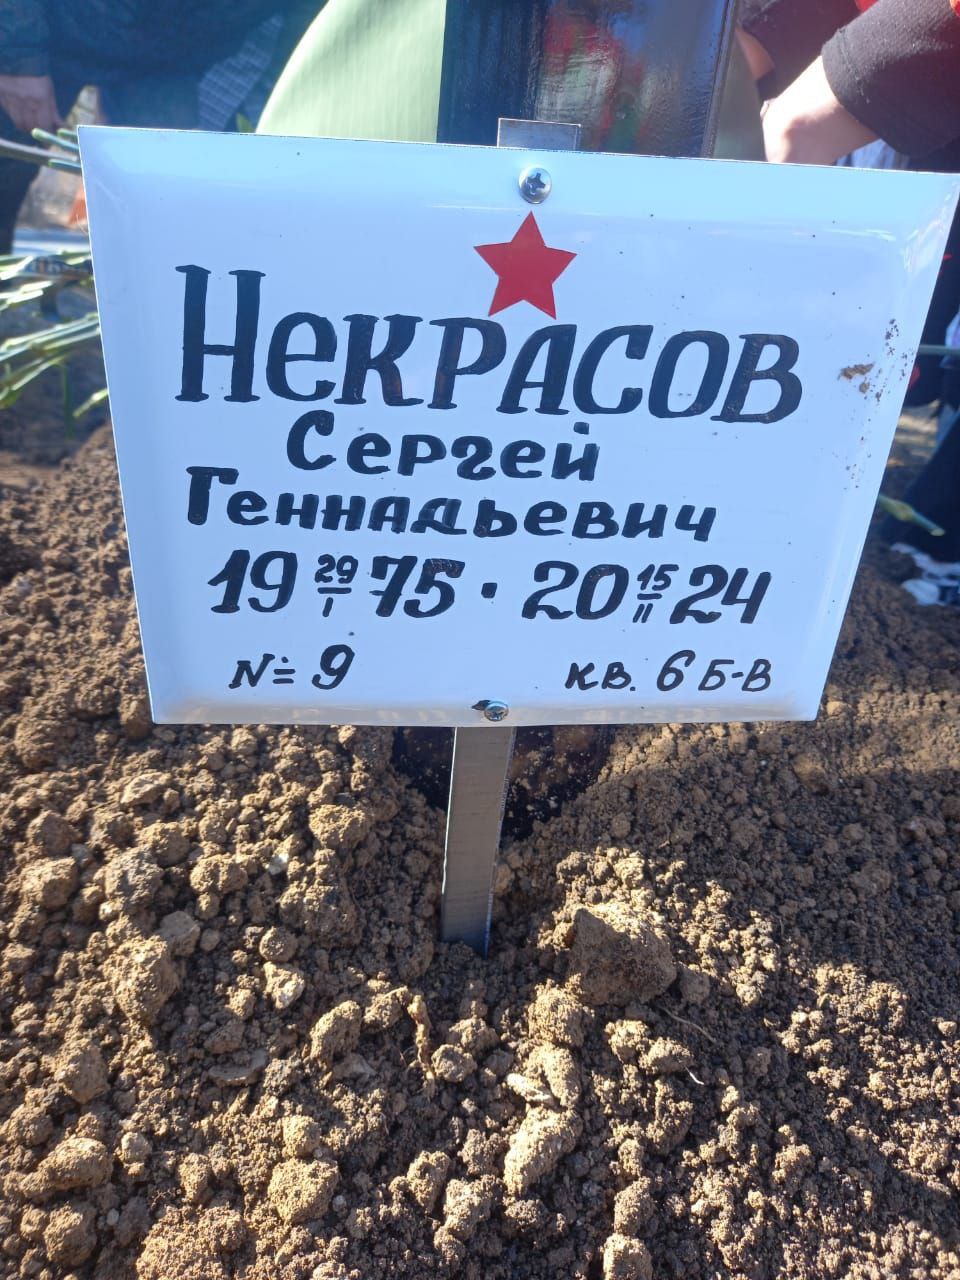 Некрасов
Сергей
Геннадьевич
19 29/I 75 • 20 15/II 24
№ 9 кв. 6 Б-В